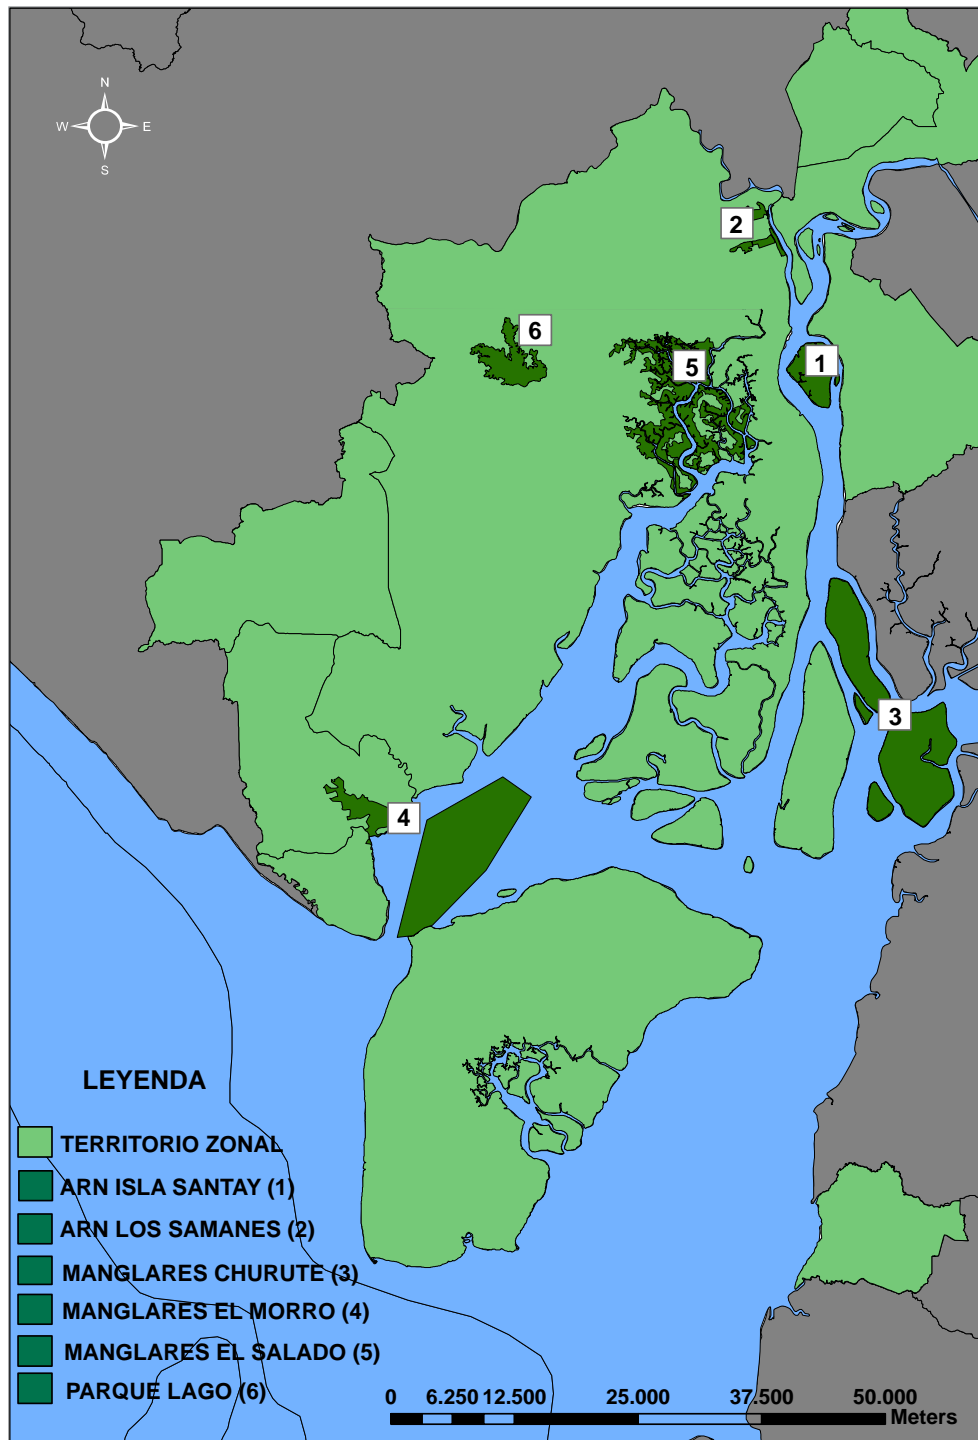 N
W E
S
2
6
1
5
3
4
LEYENDA
TERRITORIO ZONAL
ARN ISLA SANTAY (1)
ARN LOS SAMANES (2)
MANGLARES CHURUTE (3)
MANGLARES EL MORRO (4)
MANGLARES EL SALADO (5)
PARQUE LAGO (6)
0 6.250 12.500 25.000 37.500 50.000
Meters